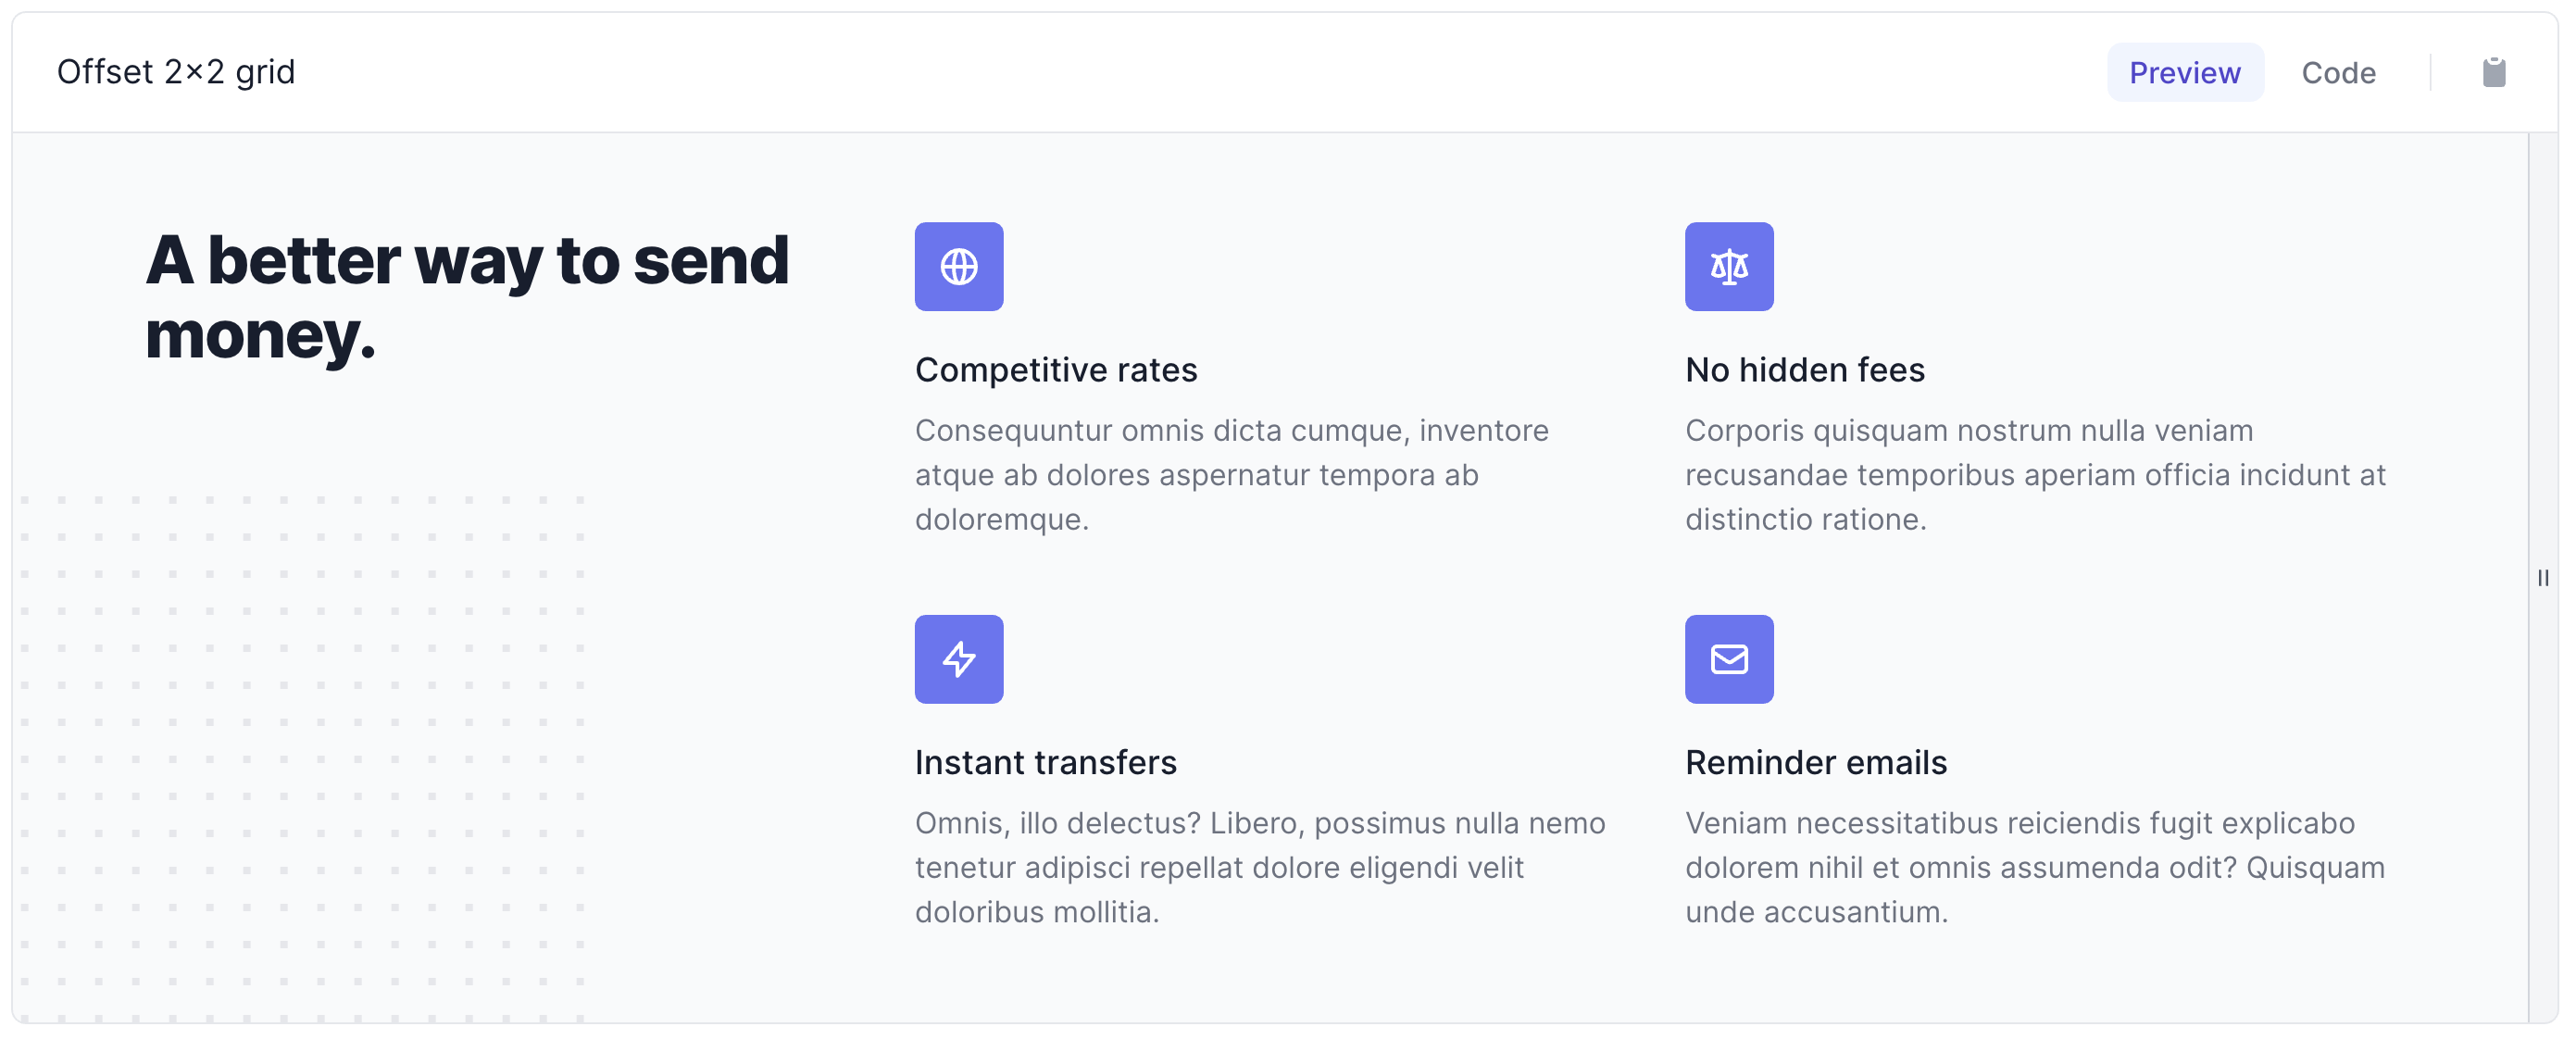 Offset 2×2 grid
Preview
Code
A better way to send
money.
Competitive rates
Consequuntur omnis dicta cumque, inventore
atque ab dolores aspernatur tempora ab
doloremque.
No hidden fees
Corporis quisquam nostrum nulla veniam
recusandae temporibus aperiam officia incidunt at
distinctio ratione.
Instant transfers
Omnis, illo delectus? Libero, possimus nulla nemo
tenetur adipisci repellat dolore eligendi velit
doloribus mollitia.
Reminder emails
Veniam necessitatibus reiciendis fugit explicabo
dolorem nihil et omnis assumenda odit? Quisquam
unde accusantium.